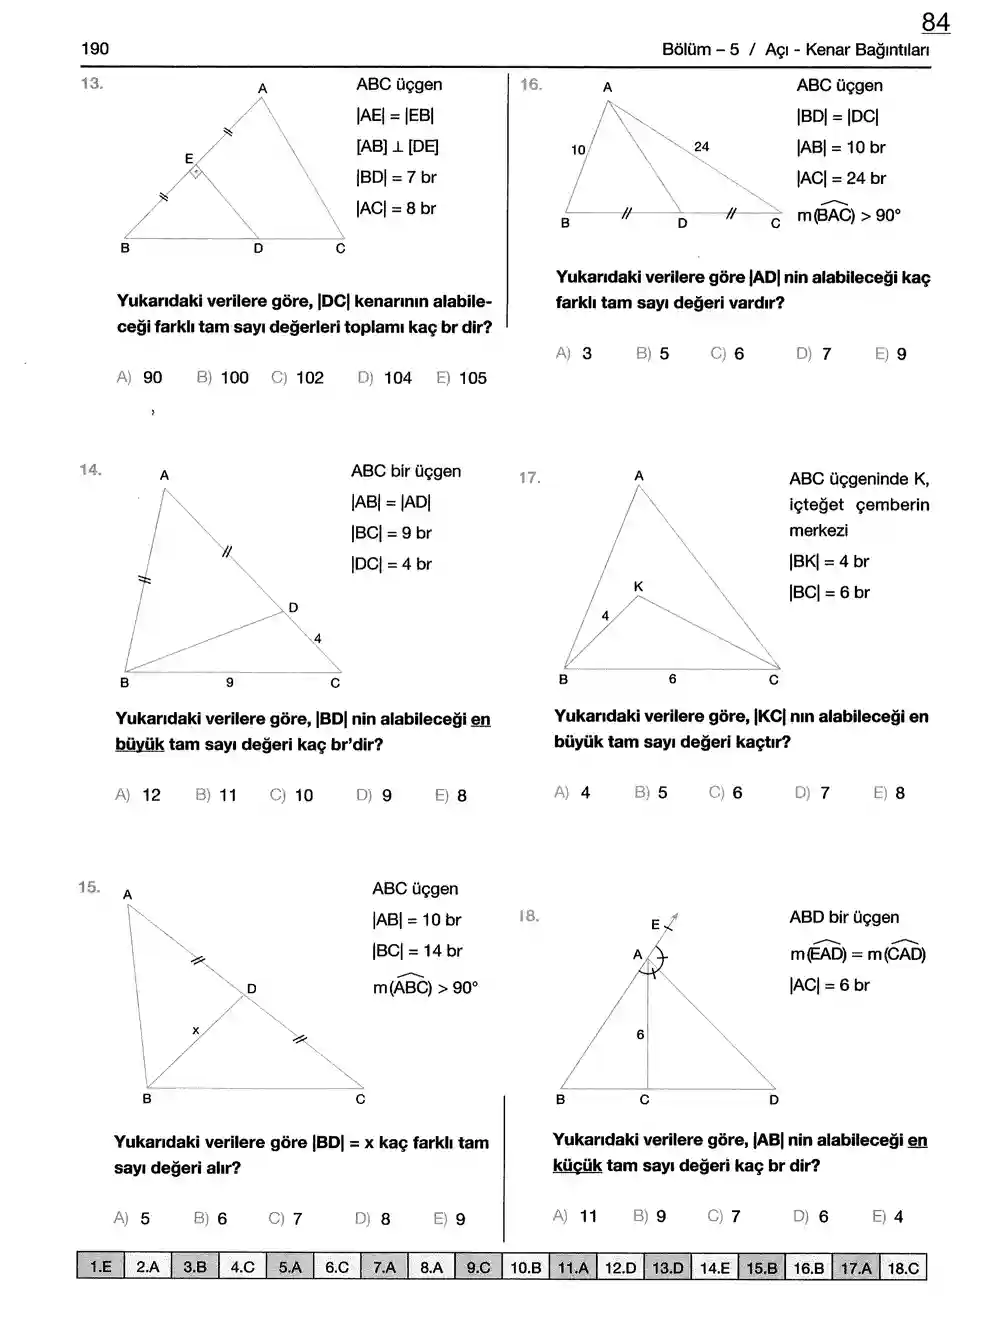 84
190
Bölüm – 5 / Açı - Kenar Bağıntıları
13.
A
E
B
D
C
ABC üçgen
|AE| = |EB|
[AB] ⊥ [DE]
|BD| = 7 br
|AC| = 8 br
Yukarıdaki verilere göre, |DC| kenarının alabile-
ceği farklı tam sayı değerleri toplamı kaç br dir?
A) 90 B) 100 C) 102 D) 104 E) 105
14.
A
D
4
B
9
C
ABC bir üçgen
|AB| = |AD|
|BC| = 9 br
|DC| = 4 br
Yukarıdaki verilere göre, |BD| nin alabileceği en
büyük tam sayı değeri kaç br'dir?
A) 12 B) 11 C) 10 D) 9 E) 8
15.
A
D
x
B
C
ABC üçgen
|AB| = 10 br
|BC| = 14 br
m(ABC) > 90°
Yukarıdaki verilere göre |BD| = x kaç farklı tam
sayı değeri alır?
A) 5 B) 6 C) 7 D) 8 E) 9
16.
A
10
24
B
D
C
ABC üçgen
|BD| = |DC|
|AB| = 10 br
|AC| = 24 br
m(BAC) > 90°
Yukarıdaki verilere göre |AD| nin alabileceği kaç
farklı tam sayı değeri vardır?
A) 3 B) 5 C) 6 D) 7 E) 9
17.
A
K
4
B
6
C
ABC üçgeninde K,
içteğet çemberin
merkezi
|BK| = 4 br
|BC| = 6 br
Yukarıdaki verilere göre, |KC| nın alabileceği en
büyük tam sayı değeri kaçtır?
A) 4 B) 5 C) 6 D) 7 E) 8
18.
E
A
6
B
C
D
ABD bir üçgen
m(EAD) = m(CAD)
|AC| = 6 br
Yukarıdaki verilere göre, |AB| nin alabileceği en
küçük tam sayı değeri kaç br dir?
A) 11 B) 9 C) 7 D) 6 E) 4
1.E 2.A 3.B 4.C 5.A 6.C 7.A 8.A 9.C 10.B 11.A 12.D 13.D 14.E 15.B 16.B 17.A 18.C